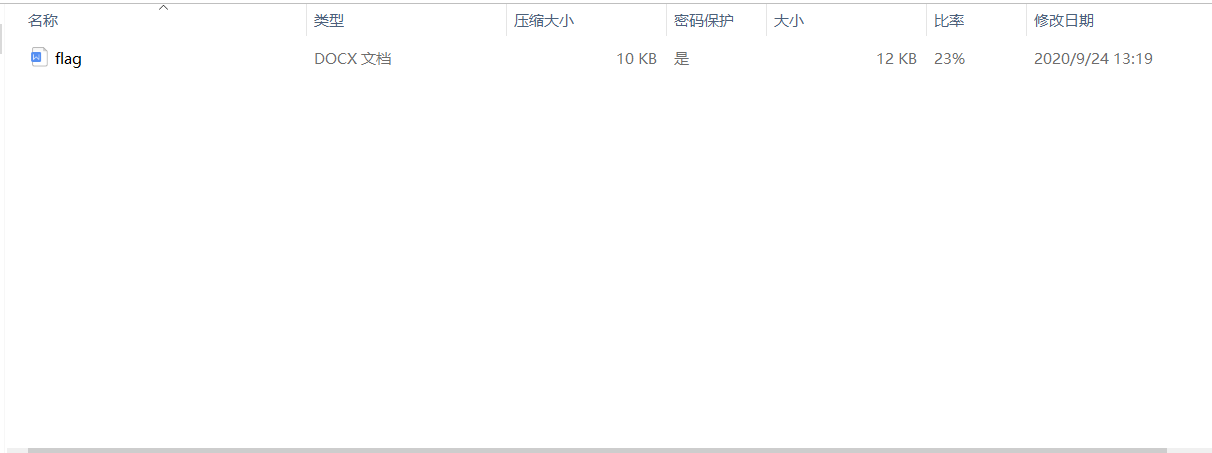 名称 类型 压缩大小 密码保护 大小 比率 修改日期
flag DOCX 文档 10 KB 是 12 KB 23% 2020/9/24 13:19